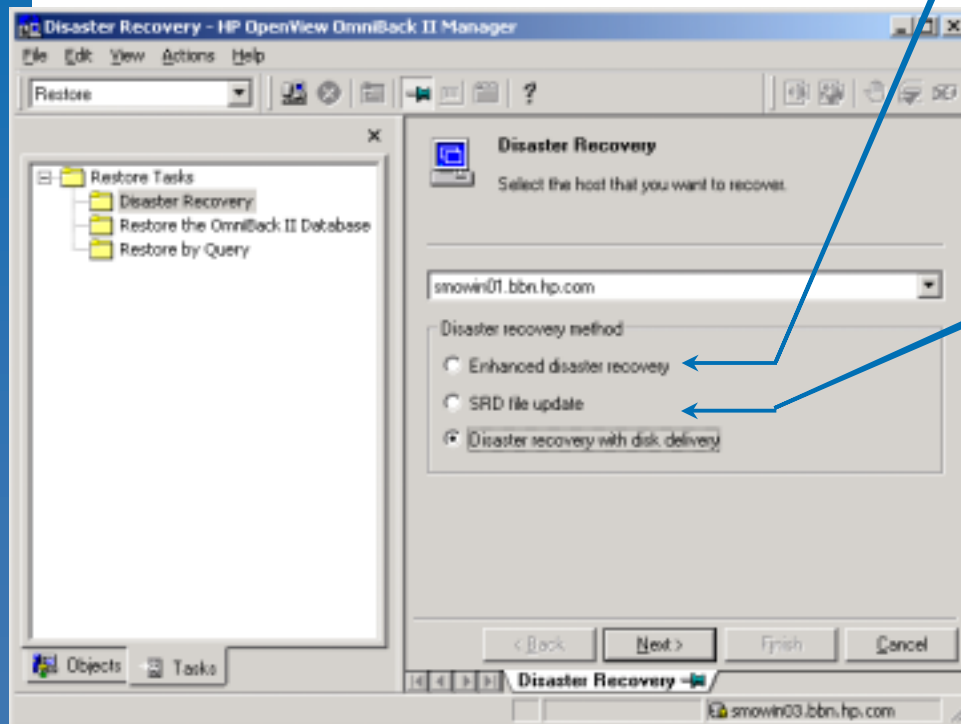 Disaster Recovery - HP OpenView OmniBack II Manager
File Edit View Actions Help
Restore
?
Restore Tasks
Disaster Recovery
Restore the OmniBack II Database
Restore by Query
Disaster Recovery
Select the host that you want to recover.
smowin01.bbn.hp.com
Disaster recovery method
Enhanced disaster recovery
SRD file update
Disaster recovery with disk delivery
< Back Next > Finish Cancel
Objects Tasks
Disaster Recovery
smowin03.bbn.hp.com